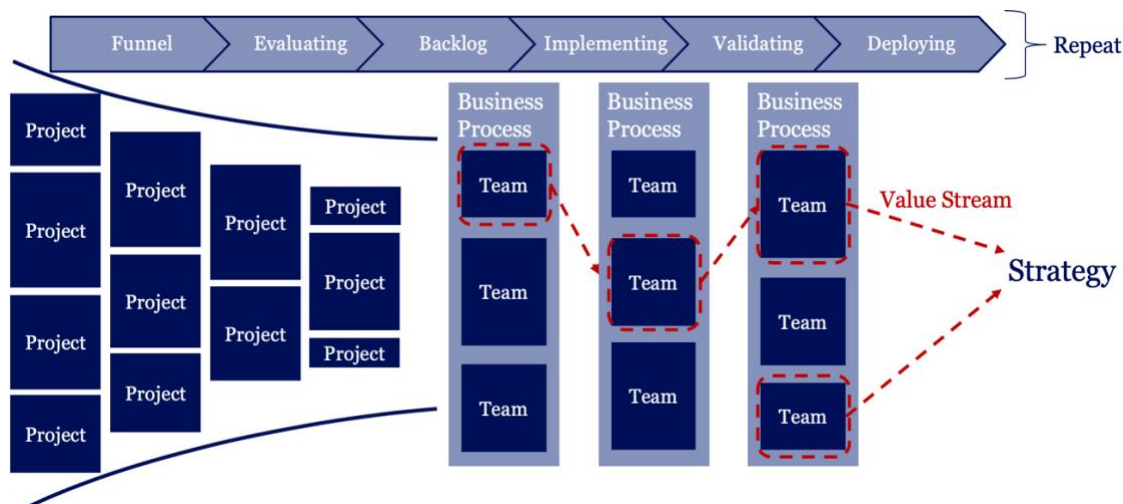 Funnel
Evaluating
Backlog
Implementing
Validating
Deploying
Repeat
Project
Project
Project
Project
Project
Project
Project
Project
Project
Project
Project
Project
Business
Process
Team
Team
Team
Business
Process
Team
Team
Team
Business
Process
Team
Team
Team
Value Stream
Strategy